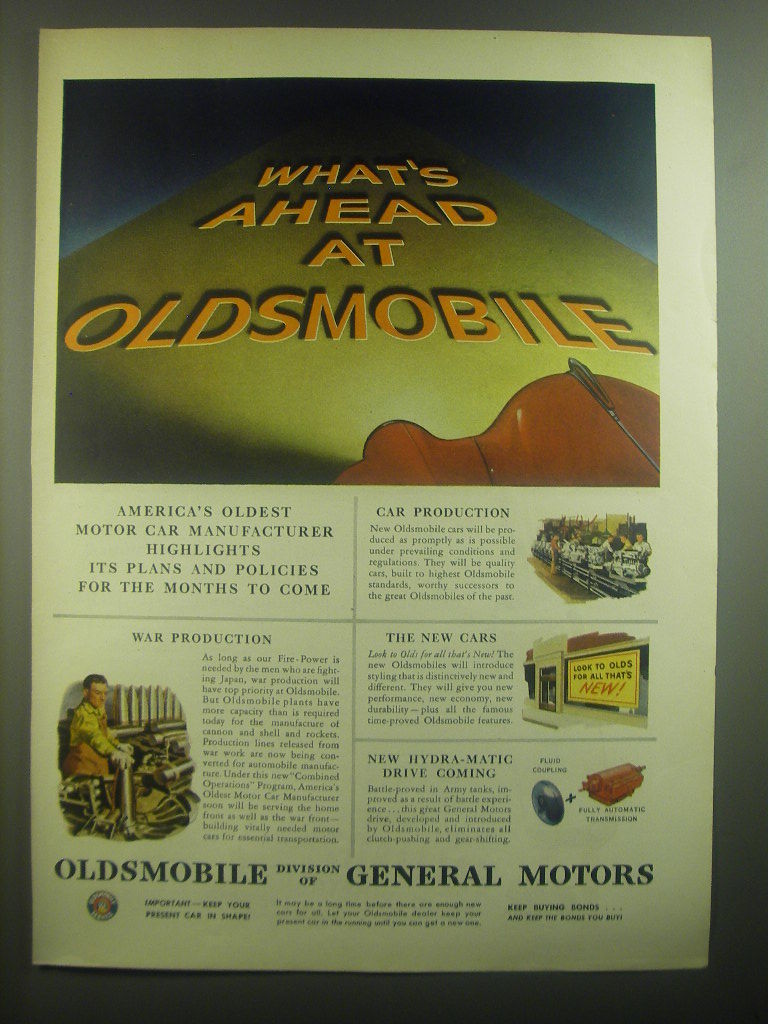 WHAT'S
AHEAD
AT
OLDSMOBILE
AMERICA'S OLDEST
MOTOR CAR MANUFACTURER
HIGHLIGHTS
ITS PLANS AND POLICIES
FOR THE MONTHS TO COME
WAR PRODUCTION
As long as our Fire-Power is
needed by the men who are fight-
ing Japan, war production will
have top priority at Oldsmobile.
But Oldsmobile plants have
more capacity than is required
today for the manufacture of
cannon and shell and rockets.
Production lines released from
war work are now being con-
verted for automobile manufac-
ture. Under this new "Combined
Operations" Program, America's
Oldest Motor Car Manufacturer
soon will be serving the home
front as well as the war front—
building vitally needed motor
cars for essential transportation.
CAR PRODUCTION
New Oldsmobile cars will be pro-
duced as promptly as is possible
under prevailing conditions and
regulations. They will be quality
cars, built to highest Oldsmobile
standards, worthy successors to
the great Oldsmobiles of the past.
THE NEW CARS
Look to Olds for all that's New! The
new Oldsmobiles will introduce
styling that is distinctively new and
different. They will give you new
performance, new economy, new
durability—plus all the famous
time-proved Oldsmobile features.
LOOK TO OLDS
FOR ALL THAT'S
NEW!
NEW HYDRA-MATIC
DRIVE COMING
Battle-proved in Army tanks, im-
proved as a result of battle experi-
ence... this great General Motors
drive, developed and introduced
by Oldsmobile, eliminates all
clutch-pushing and gear-shifting.
FLUID
COUPLING
+
FULLY AUTOMATIC
TRANSMISSION
OLDSMOBILE DIVISION OF GENERAL MOTORS
IMPORTANT—KEEP YOUR
PRESENT CAR IN SHAPE!
It may be a long time before there are enough new
cars for all. Let your Oldsmobile dealer keep your
present car in the running until you can get a new one.
KEEP BUYING BONDS . . .
AND KEEP THE BONDS YOU BUY!